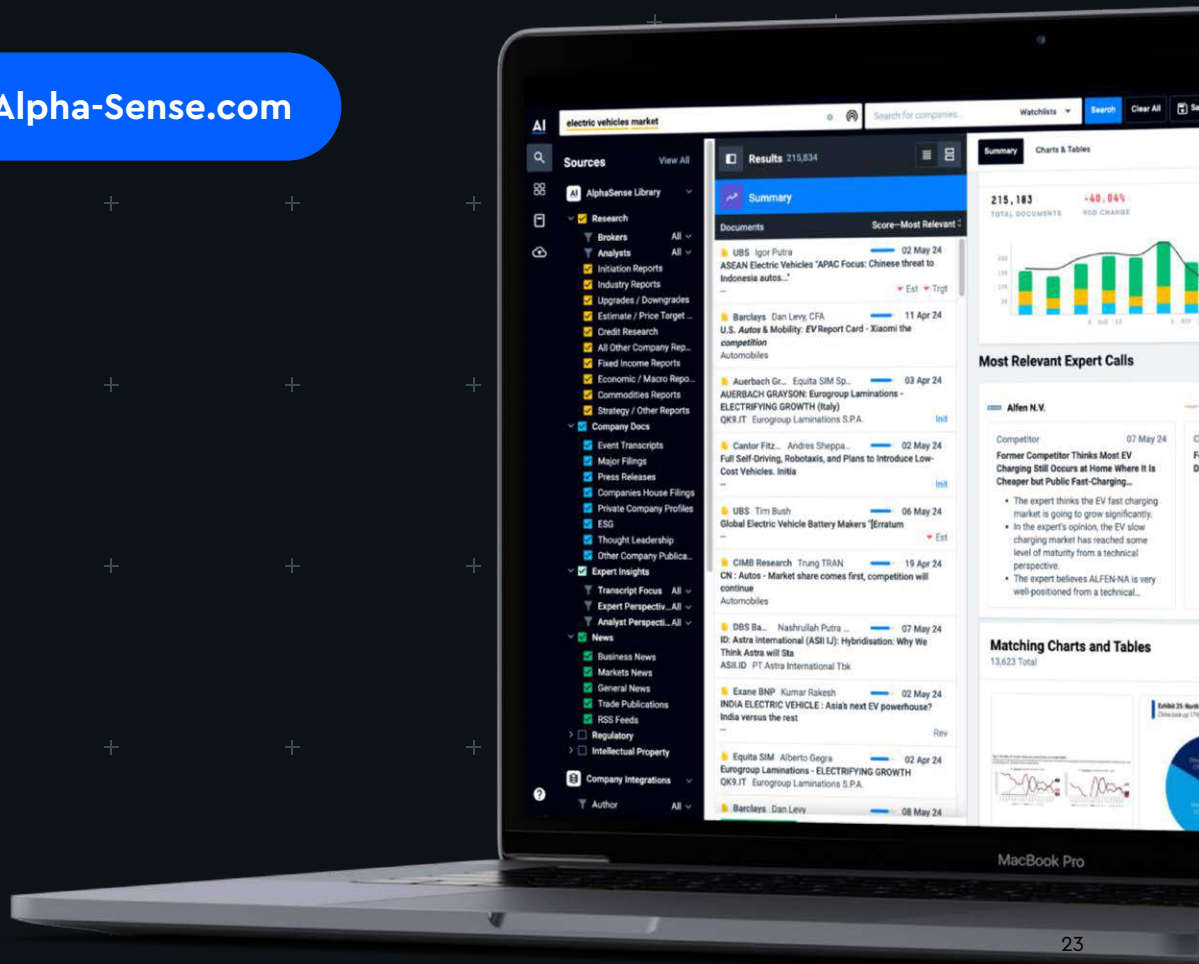 Alpha-Sense.com
AI
electric vehicles market
Search for companies...
Watchlists
Search
Clear All
Sources
View All
AlphaSense Library
Research
Brokers All
Analysts All
Initiation Reports
Industry Reports
Upgrades / Downgrades
Estimate / Price Target ...
Credit Research
All Other Company Rep...
Fixed Income Reports
Economic / Macro Repo...
Commodities Reports
Strategy / Other Reports
Company Docs
Event Transcripts
Major Filings
Press Releases
Companies House Filings
Private Company Profiles
ESG
Thought Leadership
Other Company Publica...
Expert Insights
Transcript Focus All
Expert Perspectiv... All
Analyst Perspecti... All
News
Business News
Markets News
General News
Trade Publications
RSS Feeds
Regulatory
Intellectual Property
Company Integrations
Author All
Results 215,834
Summary
Documents
Score—Most Relevant
UBS Igor Putra 02 May 24
ASEAN Electric Vehicles "APAC Focus: Chinese threat to
Indonesia autos..."
-- Est Trgt
Barclays Dan Levy, CFA 11 Apr 24
U.S. Autos & Mobility: EV Report Card - Xiaomi the
competition
Automobiles
Auerbach Gr... Equita SIM Sp... 03 Apr 24
AUERBACH GRAYSON: Eurogroup Laminations -
ELECTRIFYING GROWTH (Italy)
QK9.IT Eurogroup Laminations S.P.A. Init
Cantor Fitz... Andres Sheppa... 02 May 24
Full Self-Driving, Robotaxis, and Plans to Introduce Low-
Cost Vehicles. Initia
-- Init
UBS Tim Bush 06 May 24
Global Electric Vehicle Battery Makers "[Erratum
-- Est
CIMB Research Trung TRAN 19 Apr 24
CN : Autos - Market share comes first, competition will
continue
Automobiles
DBS Ba... Nashrullah Putra ... 07 May 24
ID: Astra International (ASII IJ): Hybridisation: Why We
Think Astra will Sta
ASII.ID PT Astra International Tbk
Exane BNP Kumar Rakesh 02 May 24
INDIA ELECTRIC VEHICLE : Asia's next EV powerhouse?
India versus the rest
-- Rev
Equita SIM Alberto Gegra 02 Apr 24
Eurogroup Laminations - ELECTRIFYING GROWTH
QK9.IT Eurogroup Laminations S.P.A.
Barclays Dan Levy 08 May 24
Summary
Charts & Tables
215,183 -40.04%
TOTAL DOCUMENTS POD CHANGE
Most Relevant Expert Calls
Alfen N.V.
Competitor 07 May 24
Former Competitor Thinks Most EV
Charging Still Occurs at Home Where It Is
Cheaper but Public Fast-Charging...
• The expert thinks the EV fast charging
market is going to grow significantly.
• In the expert's opinion, the EV slow
charging market has reached some
level of maturity from a technical
perspective.
• The expert believes ALFEN-NA is very
well-positioned from a technical...
Matching Charts and Tables
13,623 Total
MacBook Pro
23